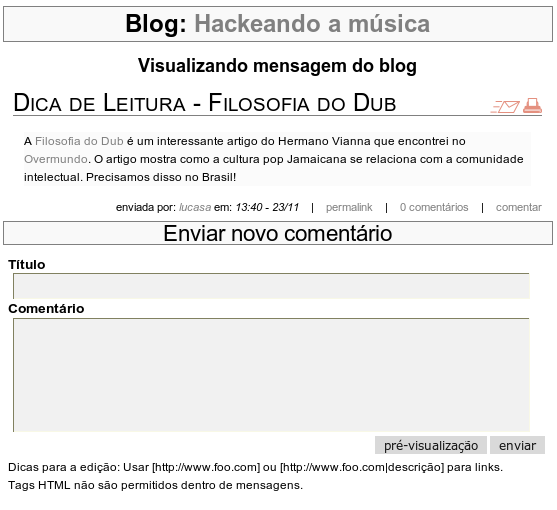 Blog: Hackeando a música
Visualizando mensagem do blog
Dica de Leitura - Filosofia do Dub
A Filosofia do Dub é um interessante artigo do Hermano Vianna que encontrei no
Overmundo. O artigo mostra como a cultura pop Jamaicana se relaciona com a comunidade
intelectual. Precisamos disso no Brasil!
enviada por: lucasa em: 13:40 - 23/11 | permalink | 0 comentários | comentar
Enviar novo comentário
Título
Comentário
pré-visualização enviar
Dicas para a edição: Usar [http://www.foo.com] ou [http://www.foo.com|descrição] para links.
Tags HTML não são permitidos dentro de mensagens.